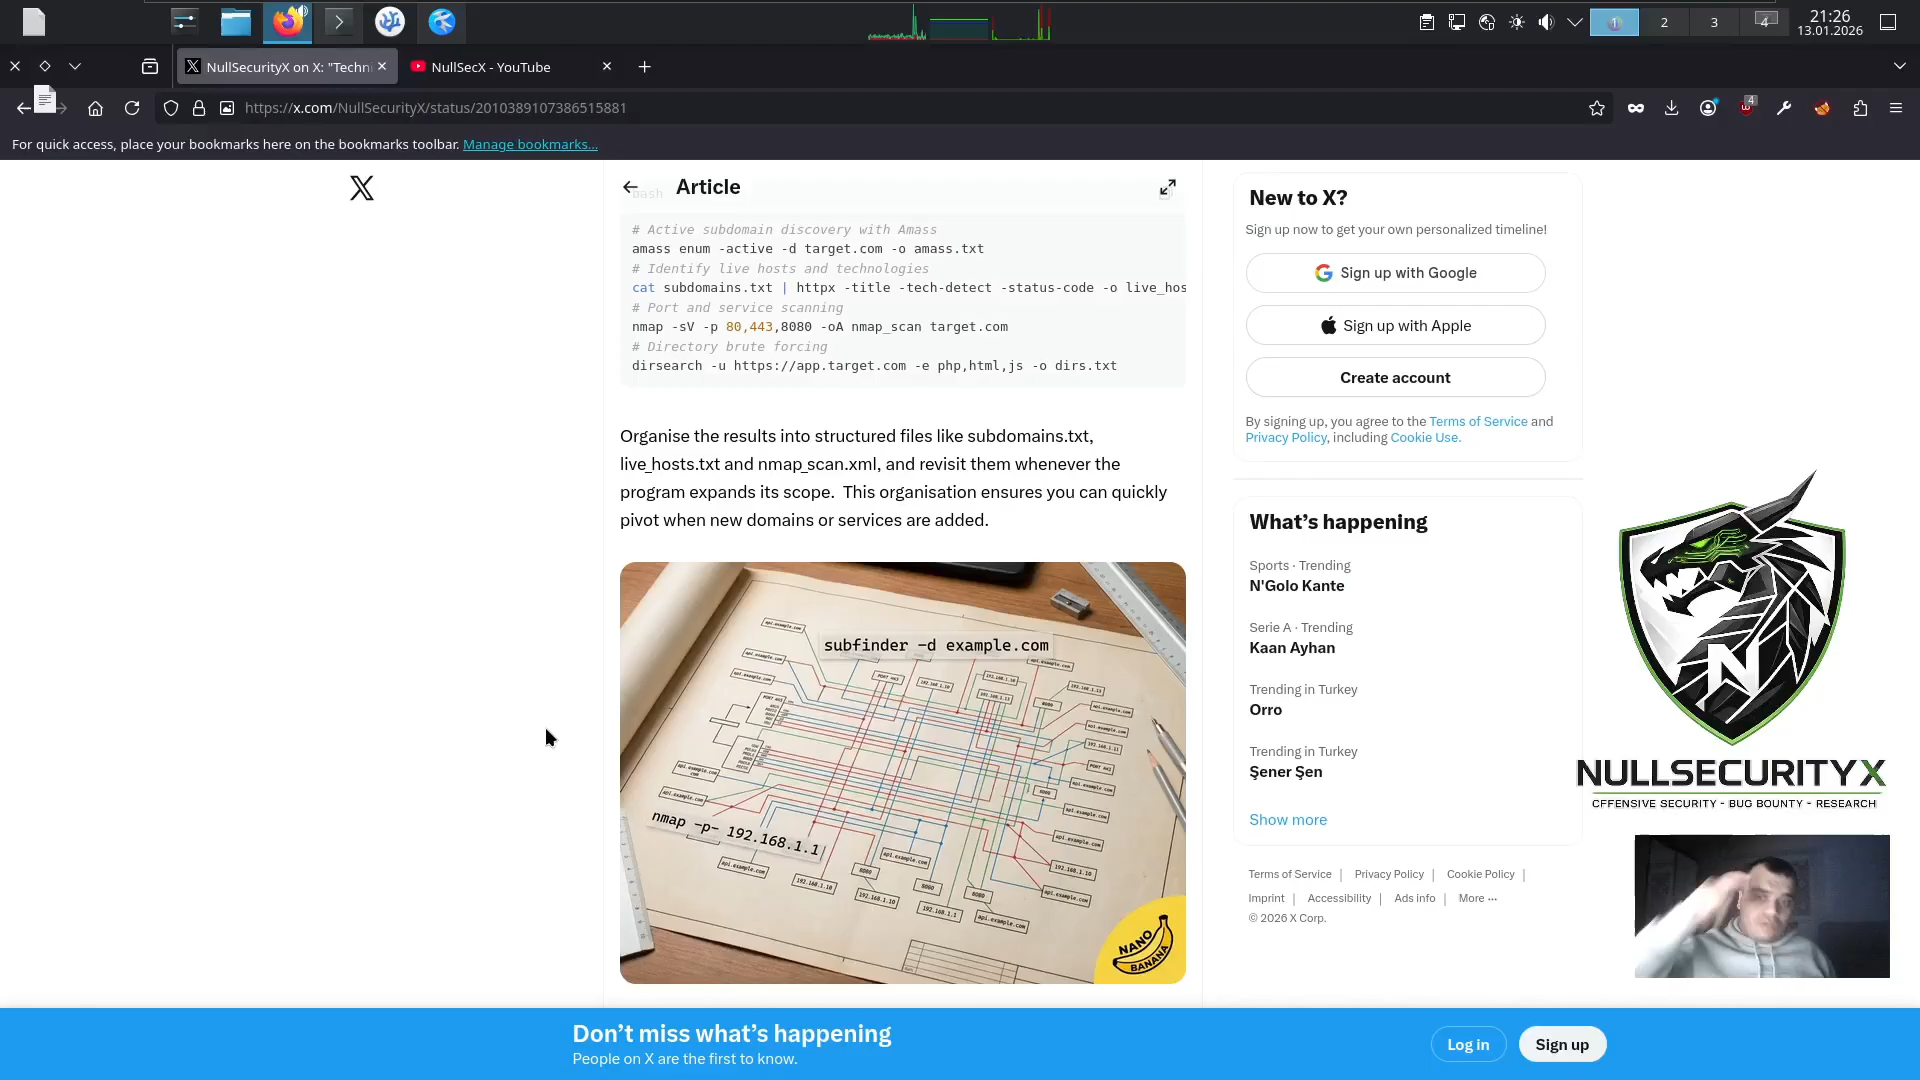 21:26
13.01.2026
1
2
3
4
NullSecurityX on X: "Techni
NullSecX - YouTube
https://x.com/NullSecurityX/status/2010389107386515881
4
For quick access, place your bookmarks here on the bookmarks toolbar. Manage bookmarks...
Article
bash
# Active subdomain discovery with Amass
amass enum -active -d target.com -o amass.txt
# Identify live hosts and technologies
cat subdomains.txt | httpx -title -tech-detect -status-code -o live_hos
# Port and service scanning
nmap -sV -p 80,443,8080 -oA nmap_scan target.com
# Directory brute forcing
dirsearch -u https://app.target.com -e php,html,js -o dirs.txt
Organise the results into structured files like subdomains.txt,
live_hosts.txt and nmap_scan.xml, and revisit them whenever the
program expands its scope.  This organisation ensures you can quickly
pivot when new domains or services are added.
subfinder -d example.com
nmap -p- 192.168.1.1
NANO
BANANA
New to X?
Sign up now to get your own personalized timeline!
Sign up with Google
Sign up with Apple
Create account
By signing up, you agree to the Terms of Service and
Privacy Policy, including Cookie Use.
What's happening
Sports · Trending
N'Golo Kante
Serie A · Trending
Kaan Ayhan
Trending in Turkey
Orro
Trending in Turkey
Şener Şen
Show more
Terms of Service | Privacy Policy | Cookie Policy |
Imprint | Accessibility | Ads info | More ...
© 2026 X Corp.
N
NULLSECURITYX
OFFENSIVE SECURITY - BUG BOUNTY - RESEARCH
Don't miss what's happening
People on X are the first to know.
Log in
Sign up